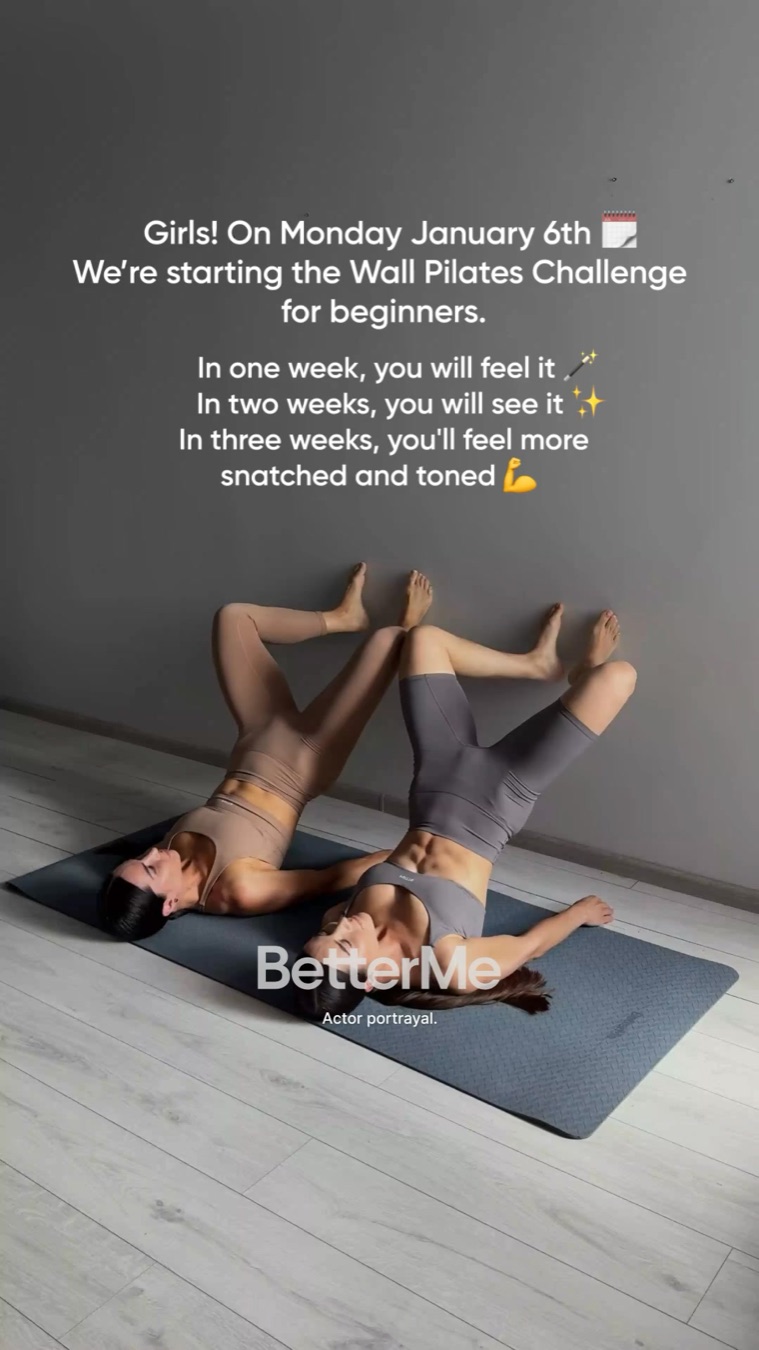 Girls! On Monday January 6th 🗓️
We're starting the Wall Pilates Challenge
for beginners.
In one week, you will feel it 🪄
In two weeks, you will see it ✨
In three weeks, you'll feel more
snatched and toned 💪
BetterMe
Actor portrayal.